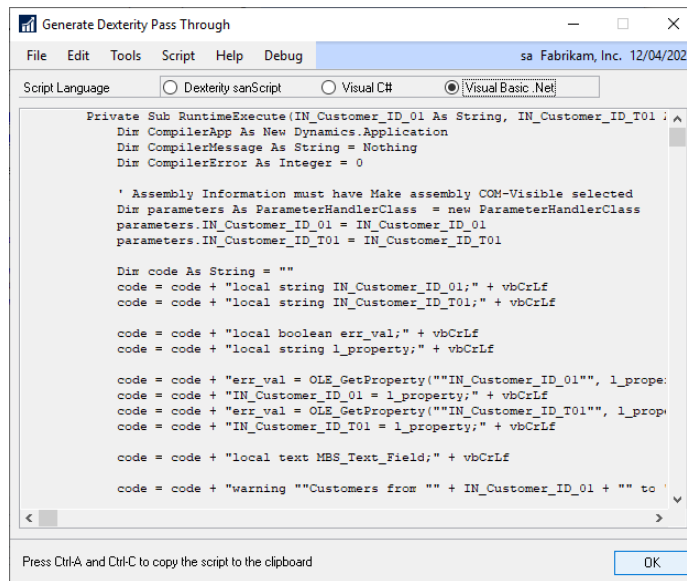 Generate Dexterity Pass Through
File Edit Tools Script Help Debug sa Fabrikam, Inc. 12/04/202
Script Language Dexterity sanScript Visual C# Visual Basic .Net
Private Sub RuntimeExecute(IN_Customer_ID_01 As String, IN_Customer_ID_T01
Dim CompilerApp As New Dynamics.Application
Dim CompilerMessage As String = Nothing
Dim CompilerError As Integer = 0
' Assembly Information must have Make assembly COM-Visible selected
Dim parameters As ParameterHandlerClass = new ParameterHandlerClass
parameters.IN_Customer_ID_01 = IN_Customer_ID_01
parameters.IN_Customer_ID_T01 = IN_Customer_ID_T01
Dim code As String = ""
code = code + "local string IN_Customer_ID_01;" + vbCrLf
code = code + "local string IN_Customer_ID_T01;" + vbCrLf
code = code + "local boolean err_val;" + vbCrLf
code = code + "local string l_property;" + vbCrLf
code = code + "err_val = OLE_GetProperty(""IN_Customer_ID_01"", l_prope
code = code + "IN_Customer_ID_01 = l_property;" + vbCrLf
code = code + "err_val = OLE_GetProperty(""IN_Customer_ID_T01"", l_prop
code = code + "IN_Customer_ID_T01 = l_property;" + vbCrLf
code = code + "local text MBS_Text_Field;" + vbCrLf
code = code + "warning ""Customers from "" + IN_Customer_ID_01 + "" to
Press Ctrl-A and Ctrl-C to copy the script to the clipboard OK